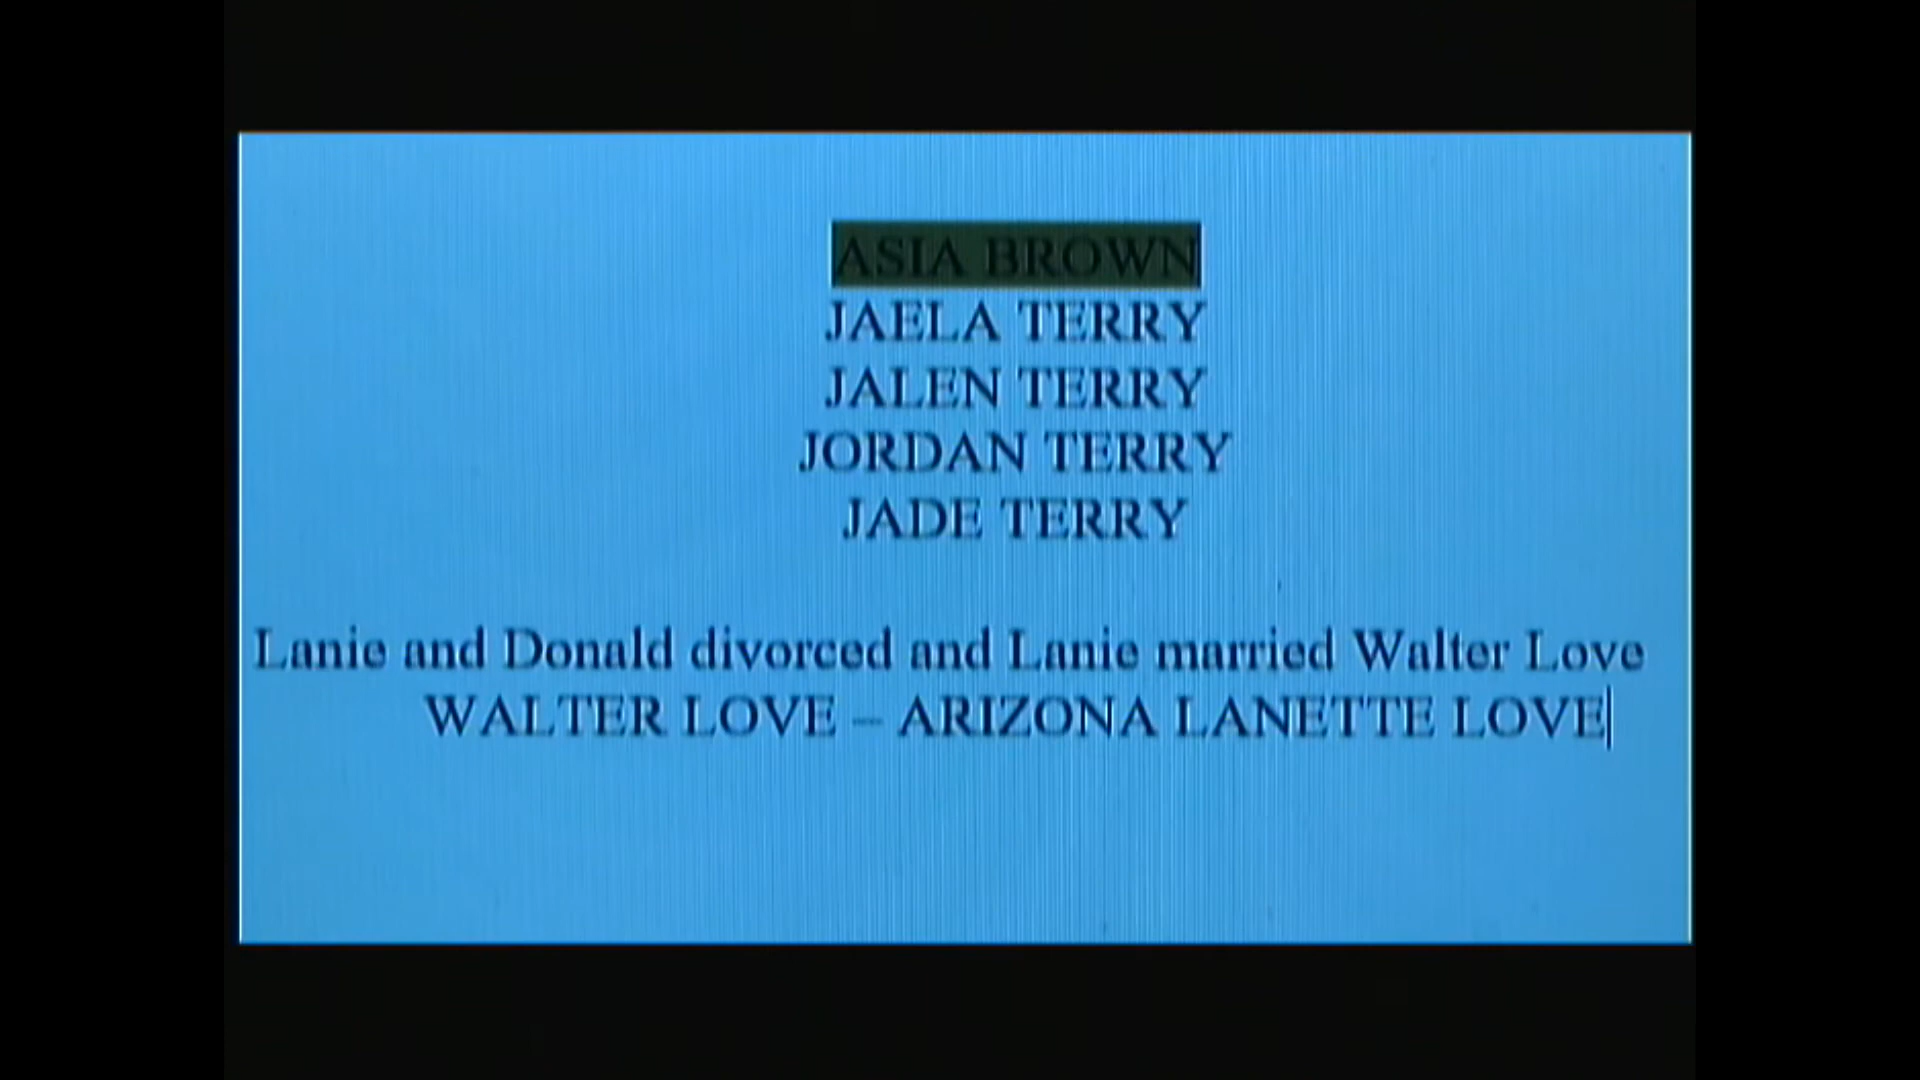 ASIA BROWN
JAELA TERRY
JALEN TERRY
JORDAN TERRY
JADE TERRY
Lanie and Donald divorced and Lanie married Walter Love
WALTER LOVE – ARIZONA LANETTE LOVE